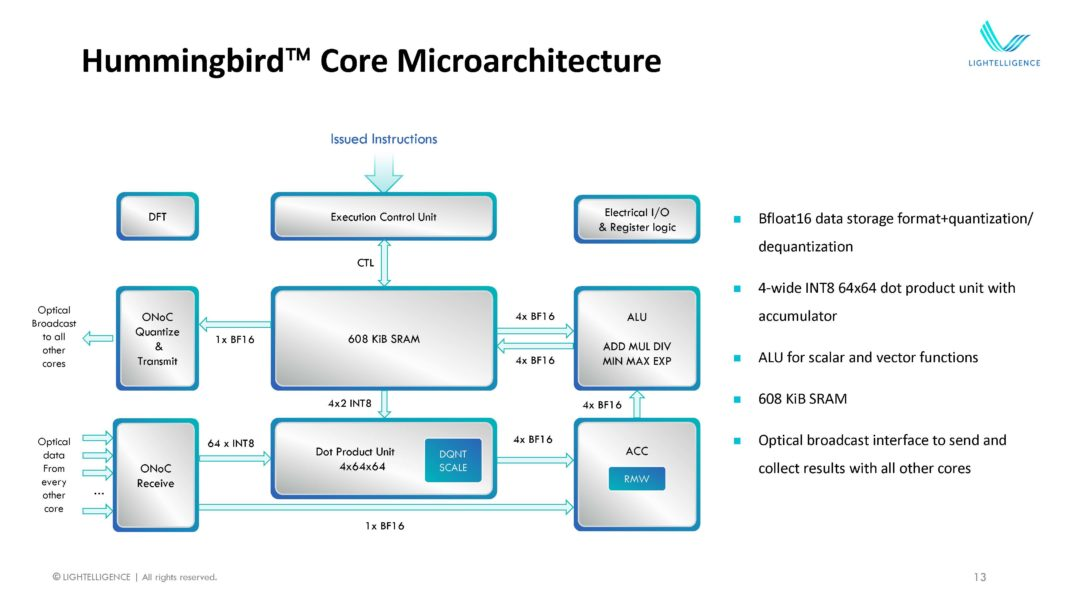 Hummingbird™ Core Microarchitecture
LIGHTELLIGENCE
Issued Instructions
DFT
Execution Control Unit
Electrical I/O
& Register logic
CTL
Optical
Broadcast
to all
other
cores
ONoC
Quantize
&
Transmit
1x BF16
608 KiB SRAM
4x BF16
4x BF16
ALU
ADD MUL DIV
MIN MAX EXP
4x2 INT8
4x BF16
Optical
data
From
every
other
core
...
ONoC
Receive
64 x INT8
Dot Product Unit
4x64x64
DQNT
SCALE
4x BF16
ACC
RMW
1x BF16
■ Bfloat16 data storage format+quantization/
dequantization
■ 4-wide INT8 64x64 dot product unit with
accumulator
■ ALU for scalar and vector functions
■ 608 KiB SRAM
■ Optical broadcast interface to send and
collect results with all other cores
© LIGHTELLIGENCE | All rights reserved.
13